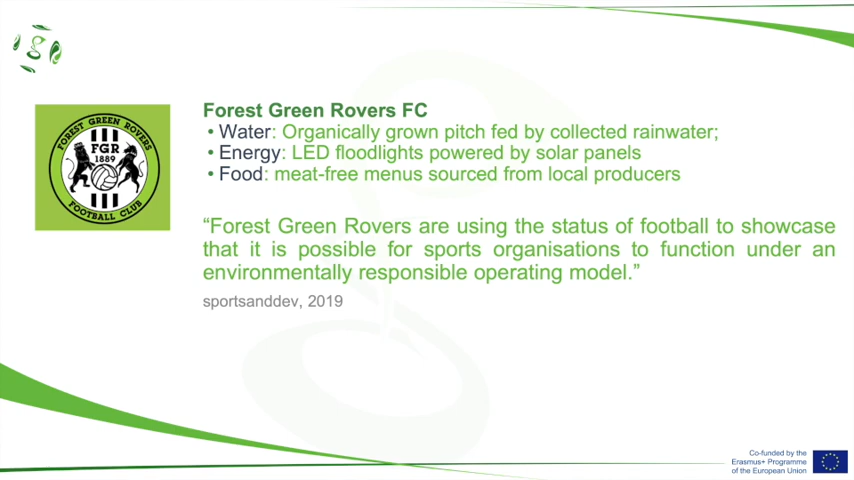 Forest Green Rovers FC
• Water: Organically grown pitch fed by collected rainwater;
• Energy: LED floodlights powered by solar panels
• Food: meat-free menus sourced from local producers
FOREST GREEN ROVERS
FGR
1889
FOOTBALL CLUB
“Forest Green Rovers are using the status of football to showcase
that it is possible for sports organisations to function under an
environmentally responsible operating model.”
sportsanddev, 2019
Co-funded by the
Erasmus+ Programme
of the European Union